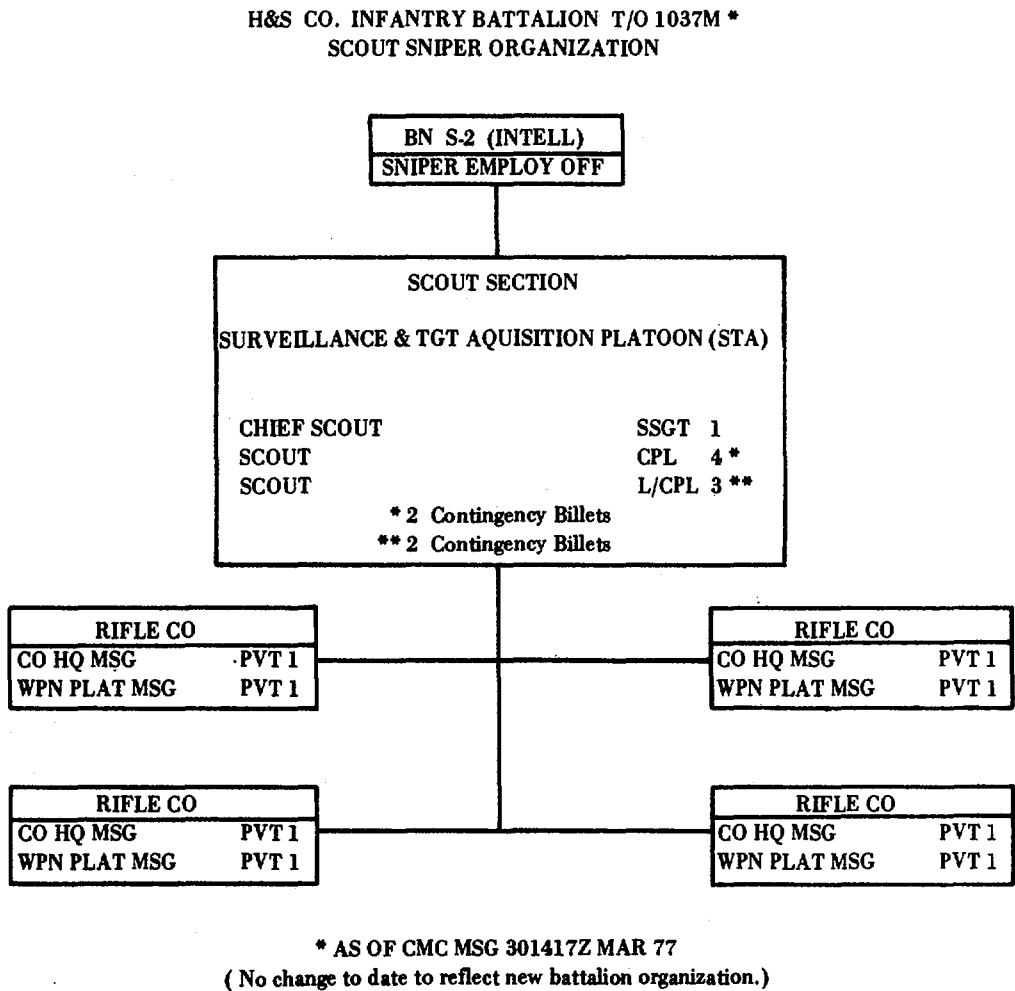 H&S CO. INFANTRY BATTALION T/O 1037M *
SCOUT SNIPER ORGANIZATION
BN S-2 (INTELL)
SNIPER EMPLOY OFF
SCOUT SECTION
SURVEILLANCE & TGT AQUISITION PLATOON (STA)
CHIEF SCOUT SSGT 1
SCOUT CPL 4 *
SCOUT L/CPL 3 **
* 2 Contingency Billets
** 2 Contingency Billets
RIFLE CO
CO HQ MSG PVT 1
WPN PLAT MSG PVT 1
RIFLE CO
CO HQ MSG PVT 1
WPN PLAT MSG PVT 1
RIFLE CO
CO HQ MSG PVT 1
WPN PLAT MSG PVT 1
RIFLE CO
CO HQ MSG PVT 1
WPN PLAT MSG PVT 1
* AS OF CMC MSG 301417Z MAR 77
( No change to date to reflect new battalion organization.)